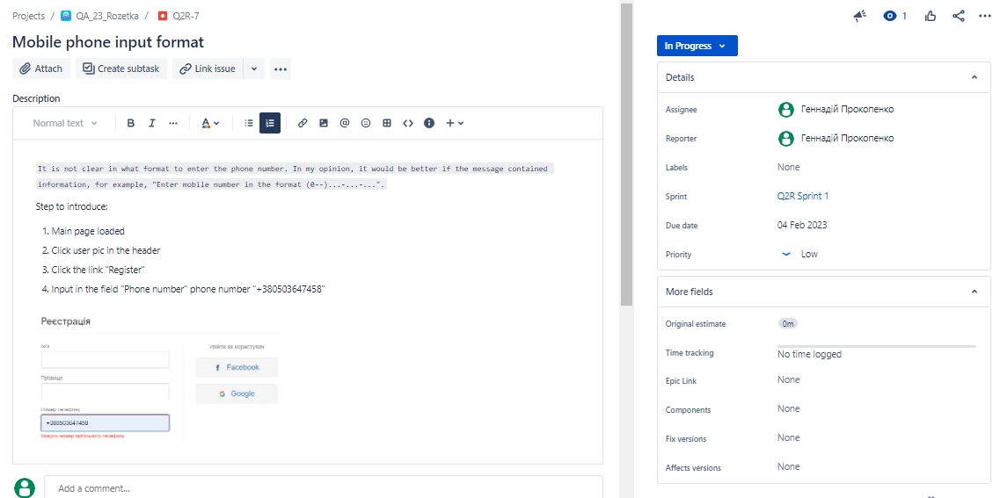 Projects / QA_23_Rozetka / Q2R-7
1
Mobile phone input format
Attach Create subtask Link issue
Description
Normal text B I A
It is not clear in what format to enter the phone number. In my opinion, it would be better if the message contained
information, for example, "Enter mobile number in the format (0--)...-...-...".
Step to introduce:
1. Main page loaded
2. Click user pic in the header
3. Click the link "Register"
4. Input in the field "Phone number" phone number "+380503647458"
Реєстрація
Ім'я
Прізвище
Номер телефону
+380503647458
Введіть номер мобільного телефону
Увійти як користувач
Facebook
Google
Add a comment...
In Progress
Details
Assignee Геннадій Прокопенко
Reporter Геннадій Прокопенко
Labels None
Sprint Q2R Sprint 1
Due date 04 Feb 2023
Priority Low
More fields
Original estimate 0m
Time tracking No time logged
Epic Link None
Components None
Fix versions None
Affects versions None